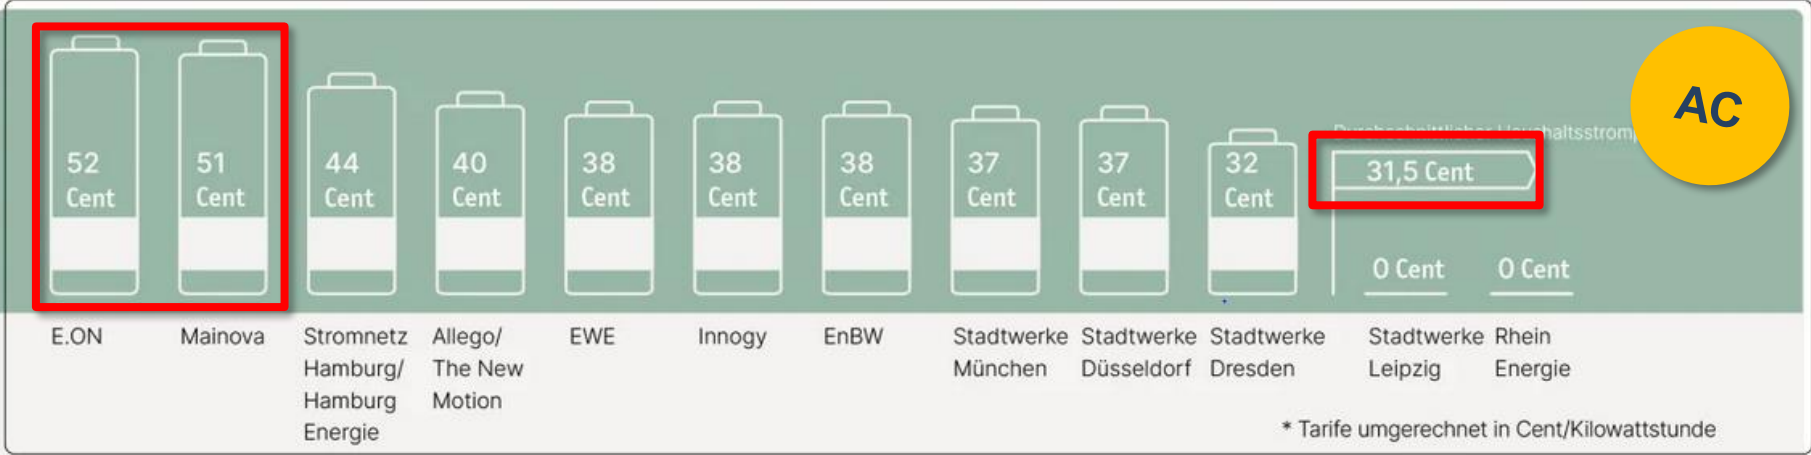 AC
Durchschnittlicher Haushaltsstromp
52 Cent
51 Cent
44 Cent
40 Cent
38 Cent
38 Cent
38 Cent
37 Cent
37 Cent
32 Cent
31,5 Cent
0 Cent
0 Cent
E.ON
Mainova
Stromnetz
Hamburg/
Hamburg
Energie
Allego/
The New
Motion
EWE
Innogy
EnBW
Stadtwerke
München
Stadtwerke
Düsseldorf
Stadtwerke
Dresden
Stadtwerke
Leipzig
Rhein
Energie
* Tarife umgerechnet in Cent/Kilowattstunde